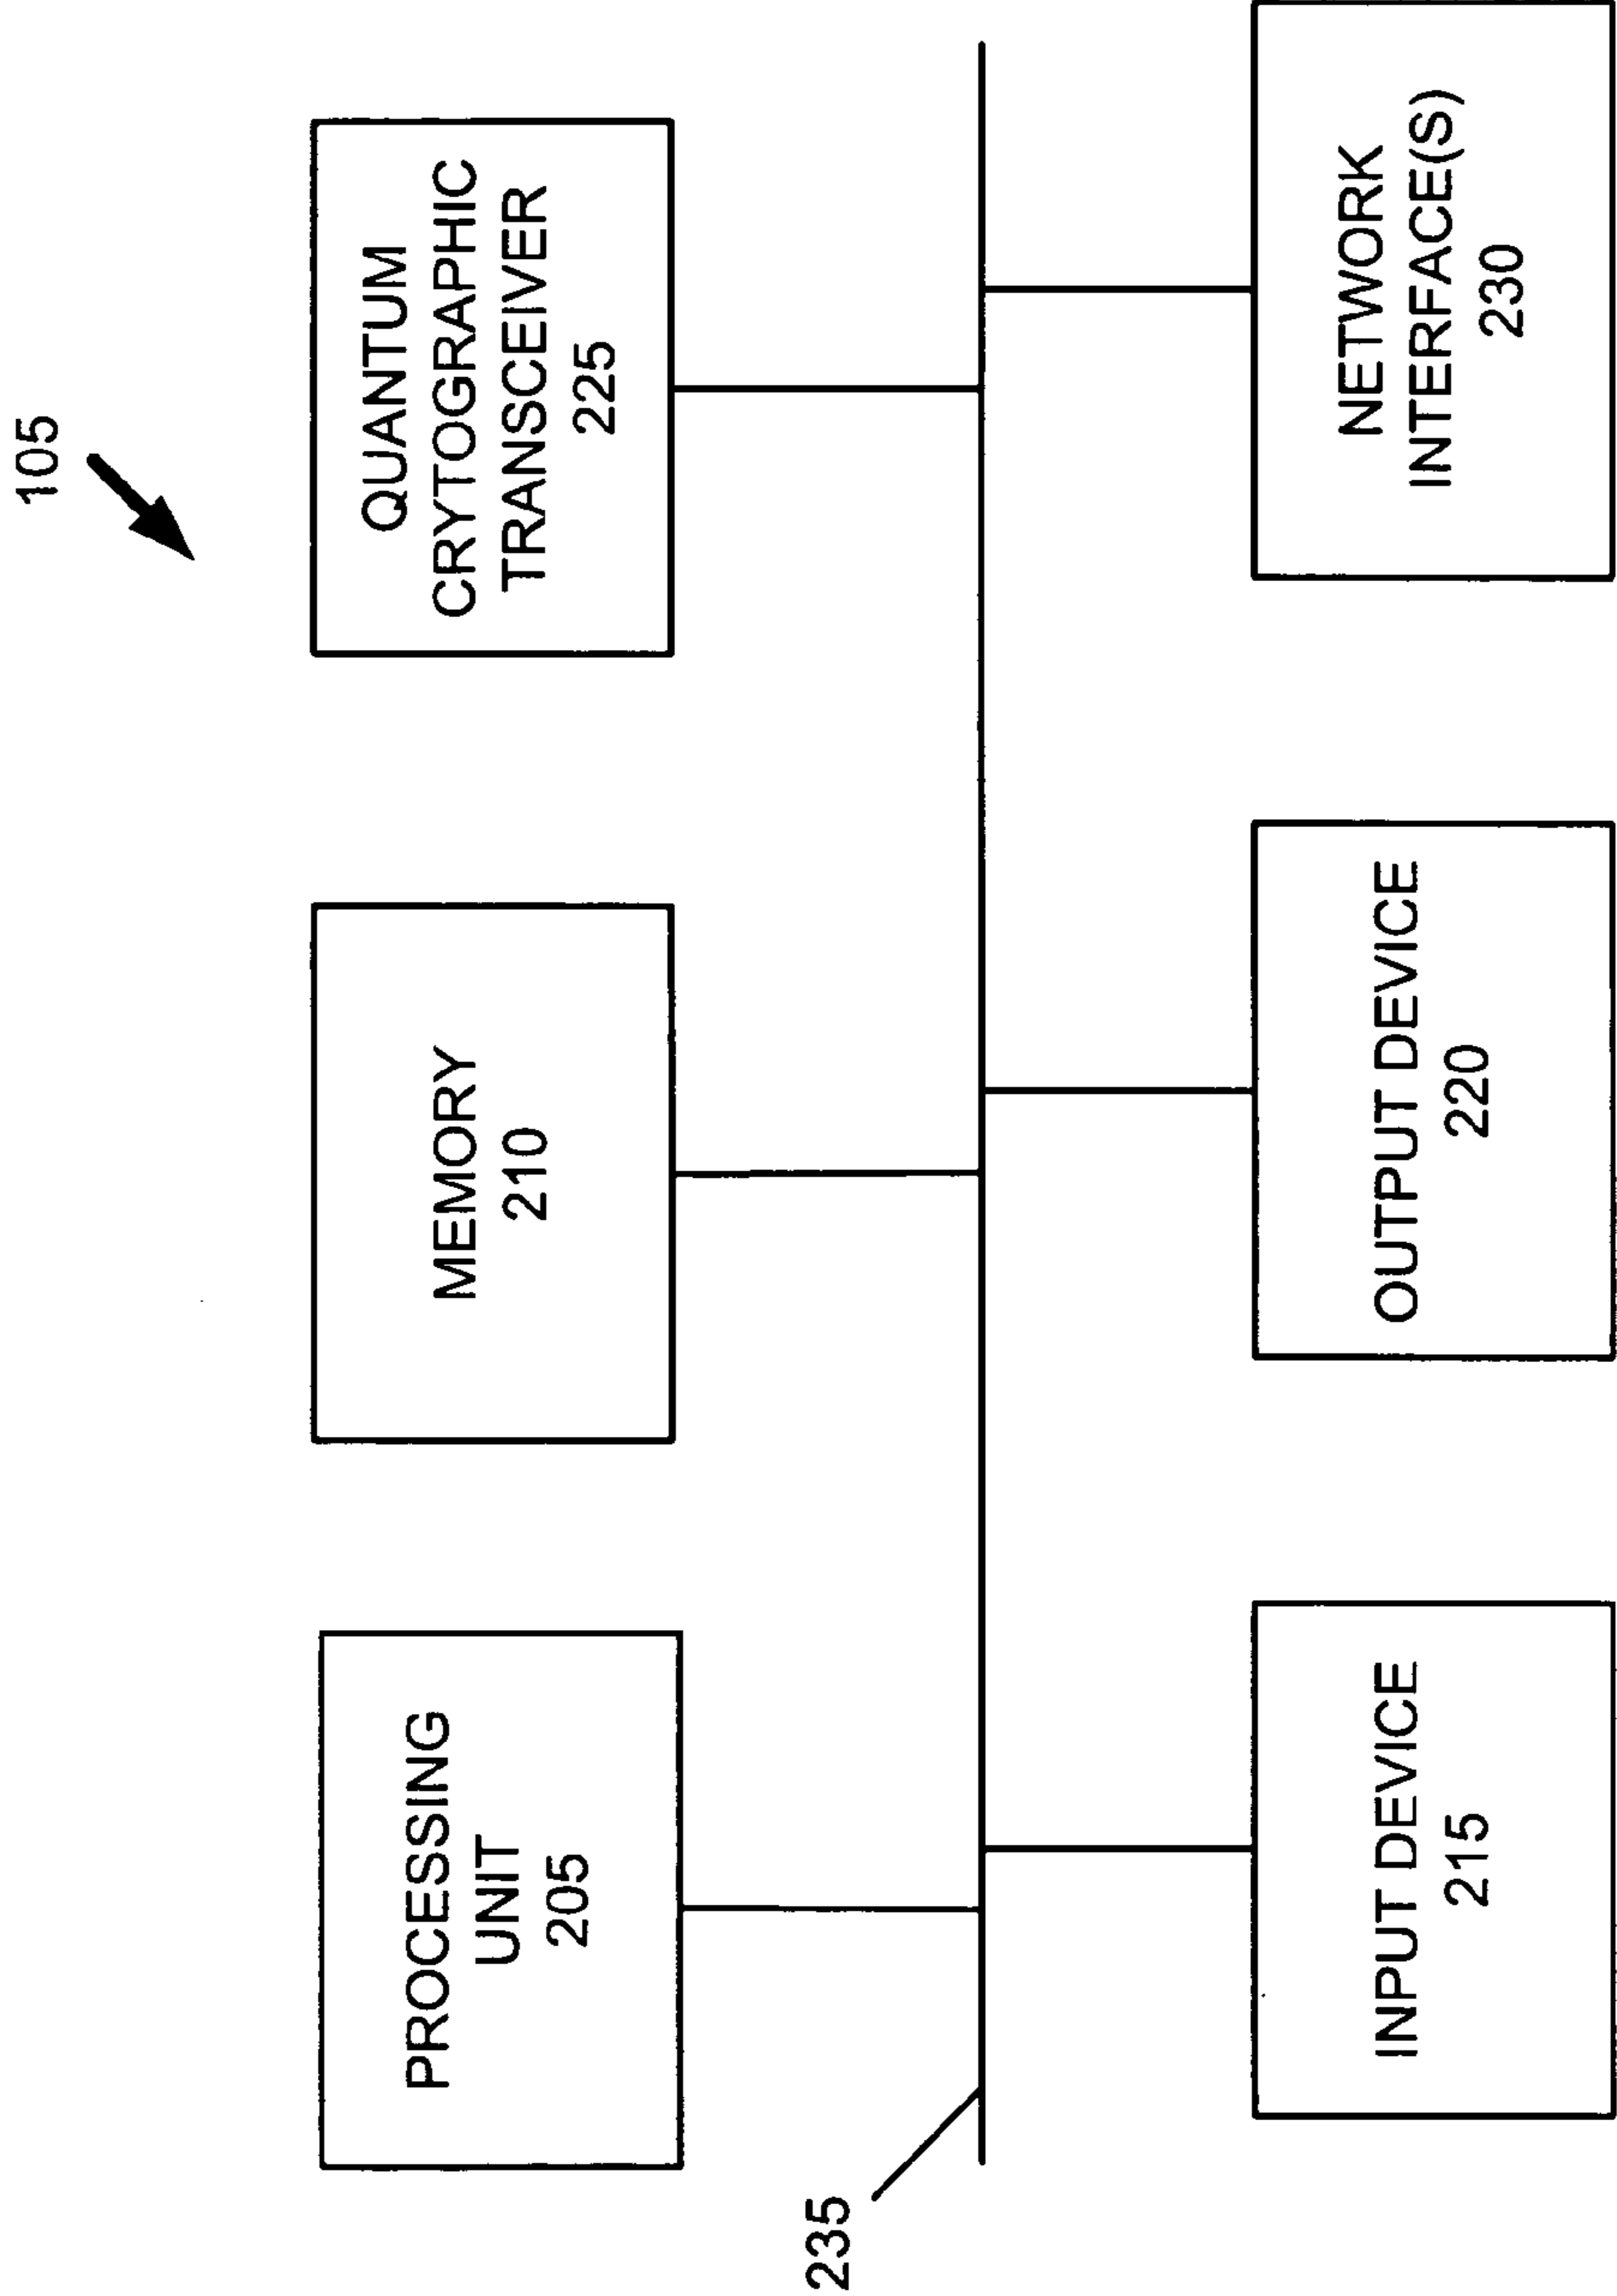 105
PROCESSING
UNIT
205
MEMORY
210
QUANTUM
CRYTOGRAPHIC
TRANSCEIVER
225
235
INPUT DEVICE
215
OUTPUT DEVICE
220
NETWORK
INTERFACE(S)
230